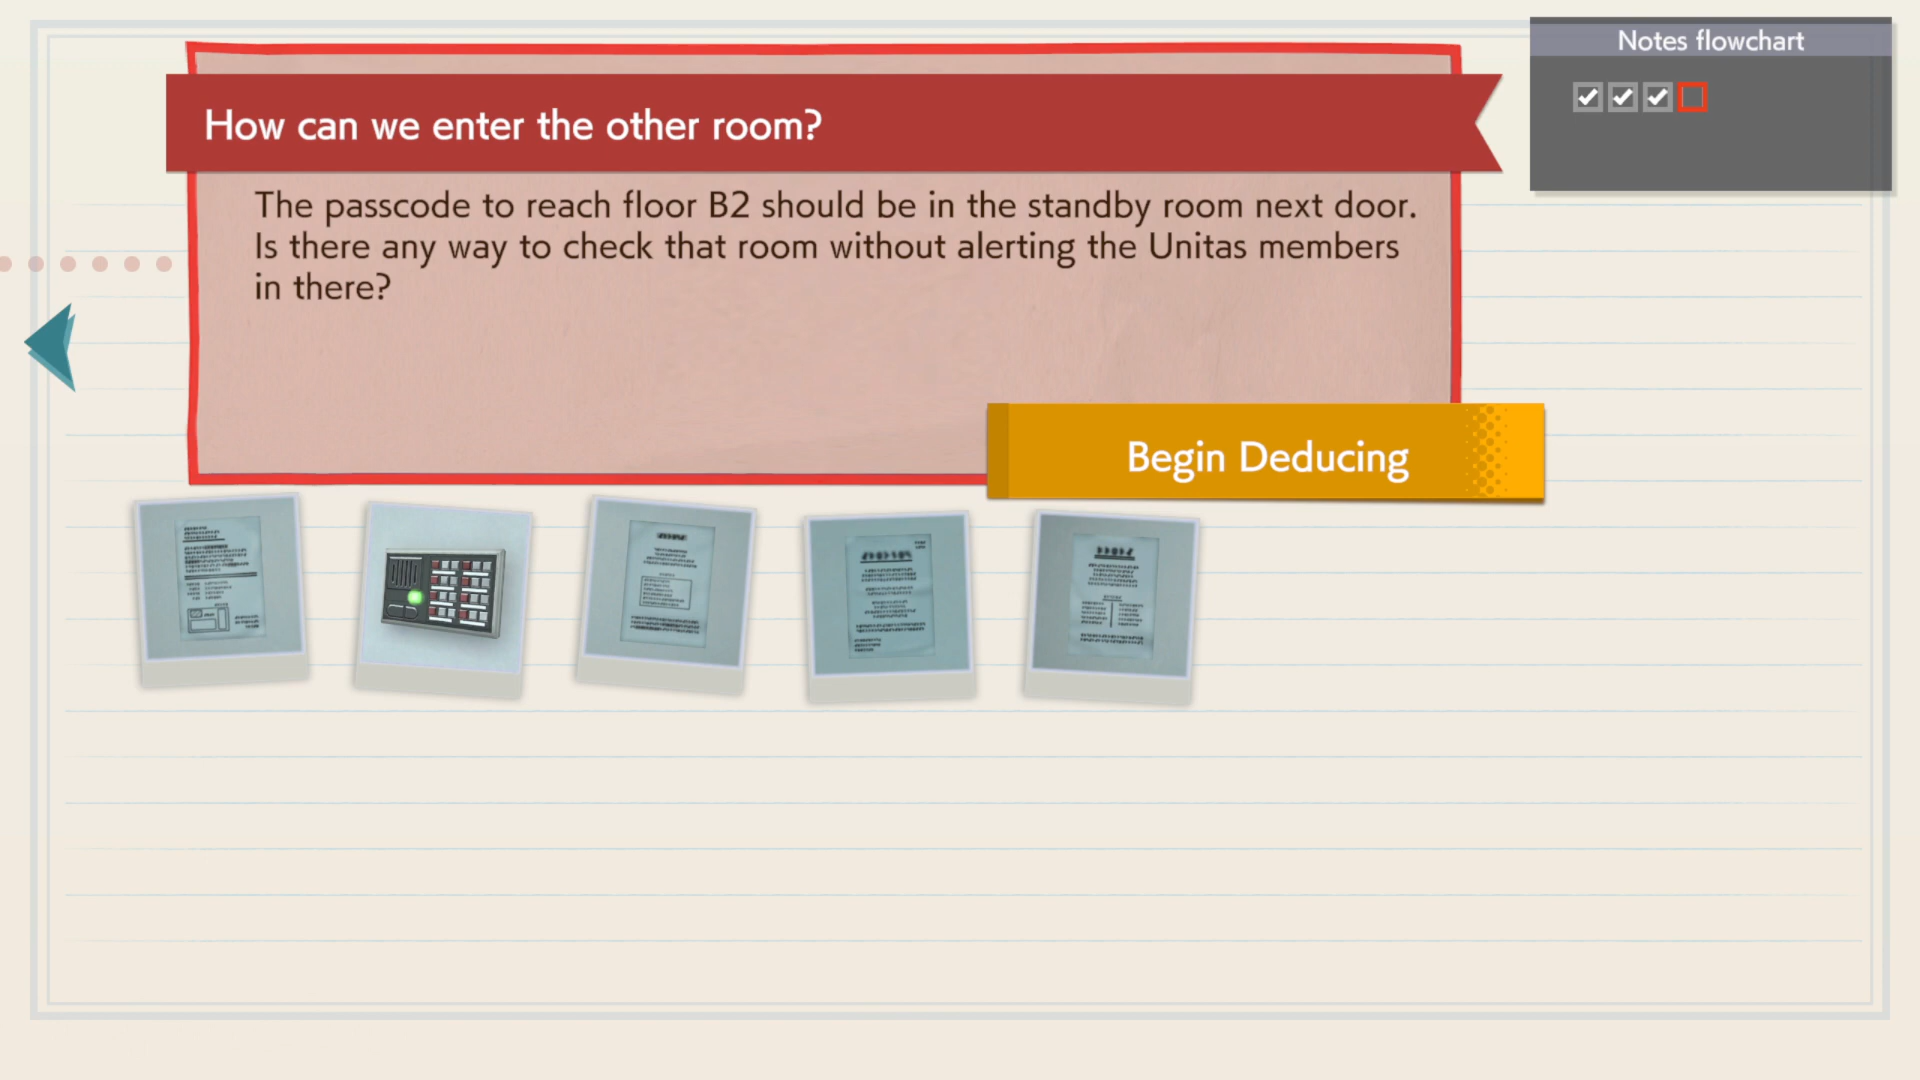 Notes flowchart
How can we enter the other room?
The passcode to reach floor B2 should be in the standby room next door.
Is there any way to check that room without alerting the Unitas members
in there?
Begin Deducing